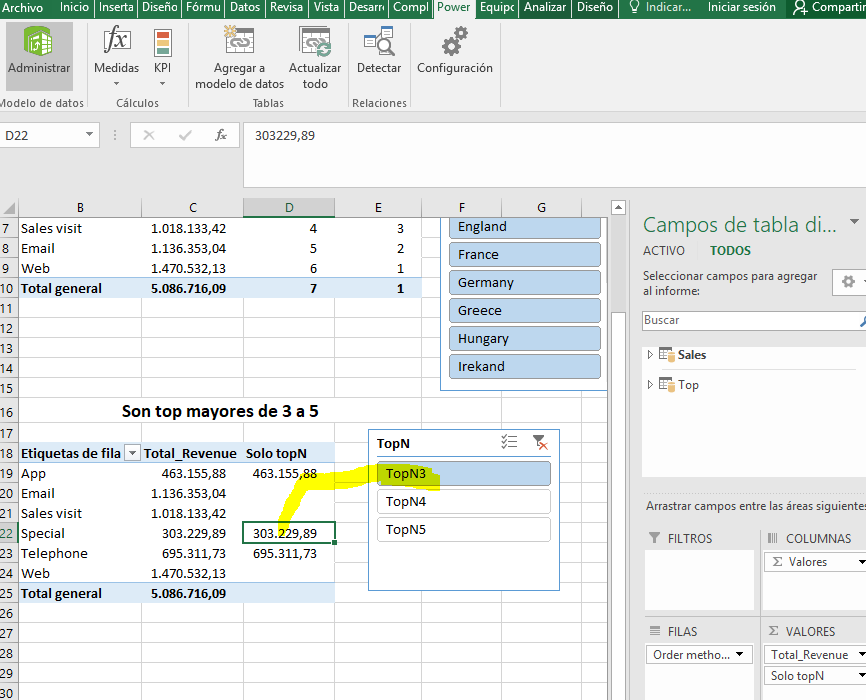 Archivo Inicio Inserta Diseño Fórmu Datos Revisa Vista Desarr Compl Power Equipo Analizar Diseño Indicar... Iniciar sesión Compartir
fx
Administrar Medidas KPI Agregar a modelo de datos Actualizar todo Detectar Configuración
Modelo de datos Cálculos Tablas Relaciones
D22 fx 303229,89
B C D E F G
7 Sales visit 1.018.133,42 4 3
8 Email 1.136.353,04 5 2
9 Web 1.470.532,13 6 1
10 Total general 5.086.716,09 7 1
11
12
13
14
15
16 Son top mayores de 3 a 5
17
18 Etiquetas de fila Total_Revenue Solo topN
19 App 463.155,88 463.155,88
20 Email 1.136.353,04
21 Sales visit 1.018.133,42
22 Special 303.229,89 303.229,89
23 Telephone 695.311,73 695.311,73
24 Web 1.470.532,13
25 Total general 5.086.716,09
26
27
28
29
30
England
France
Germany
Greece
Hungary
Irekand
TopN
TopN3
TopN4
TopN5
Campos de tabla di...
ACTIVO TODOS
Seleccionar campos para agregar
al informe:
Buscar
Sales
Top
Arrastrar campos entre las áreas siguientes
FILTROS COLUMNAS
Σ Valores
FILAS Σ VALORES
Order metho... Total_Revenue
Solo topN